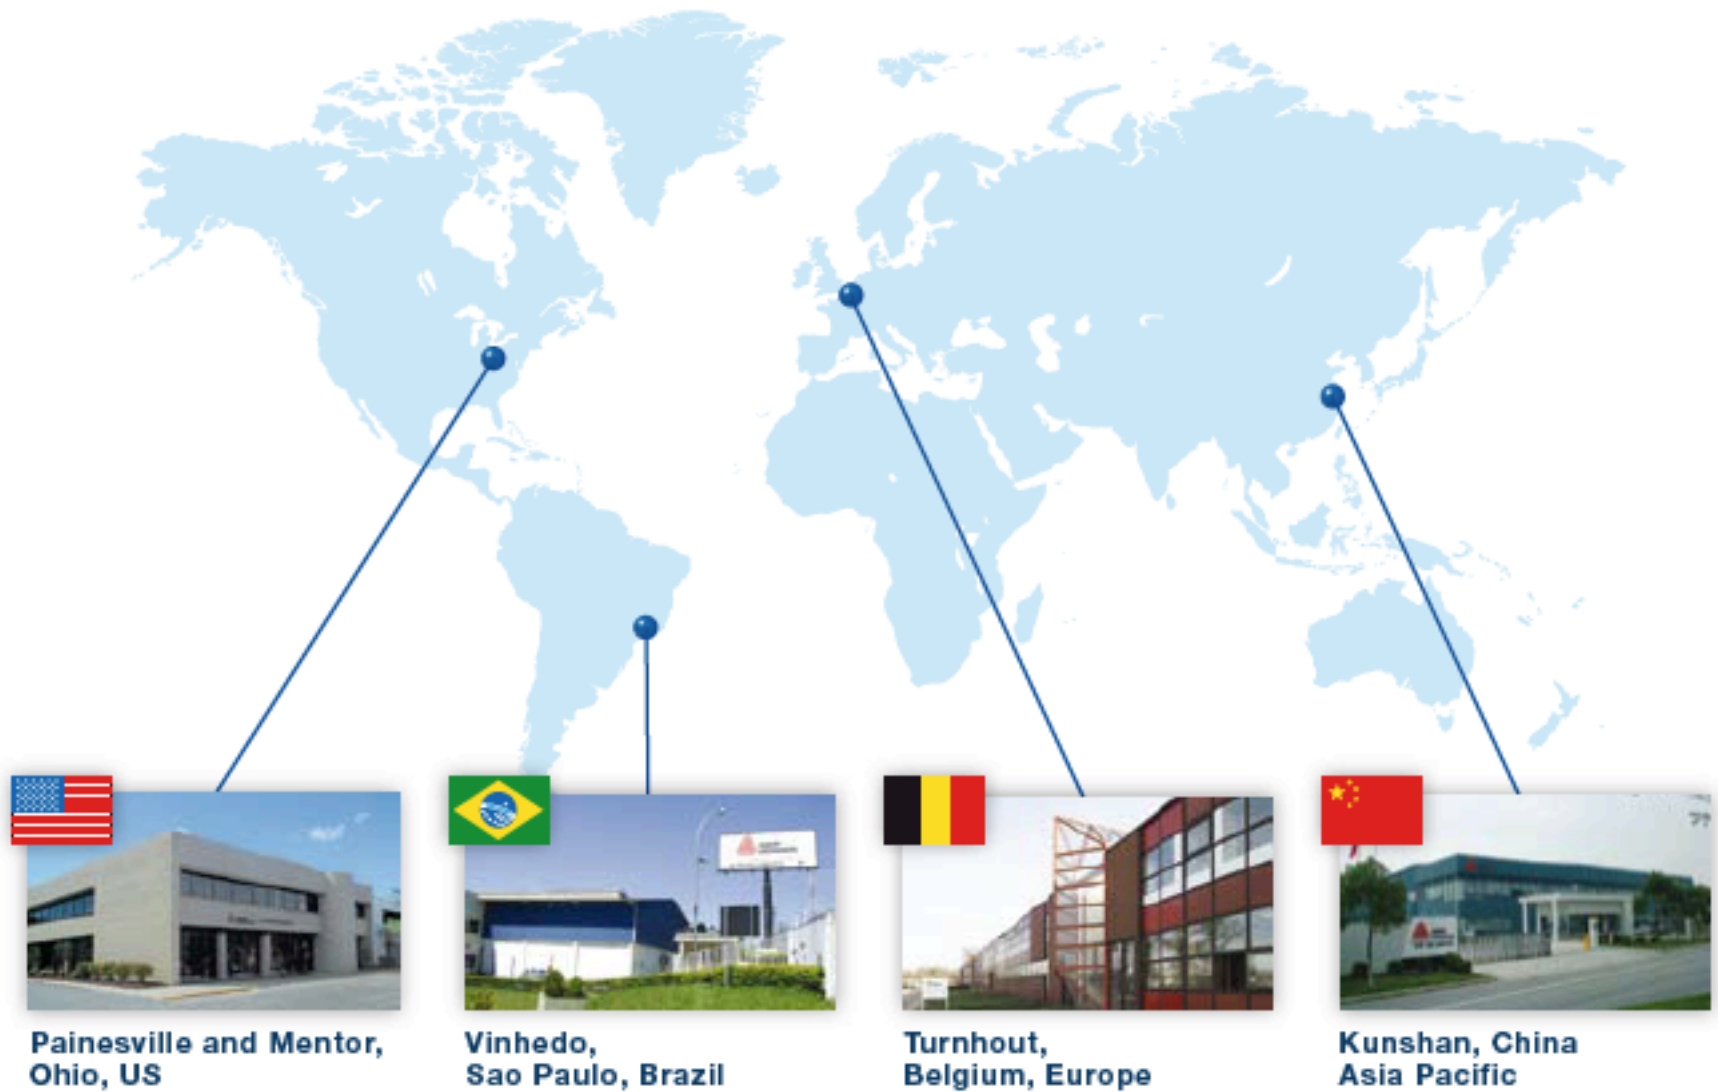 Painesville and Mentor,
Ohio, US
Vinhedo,
Sao Paulo, Brazil
Turnhout,
Belgium, Europe
Kunshan, China
Asia Pacific